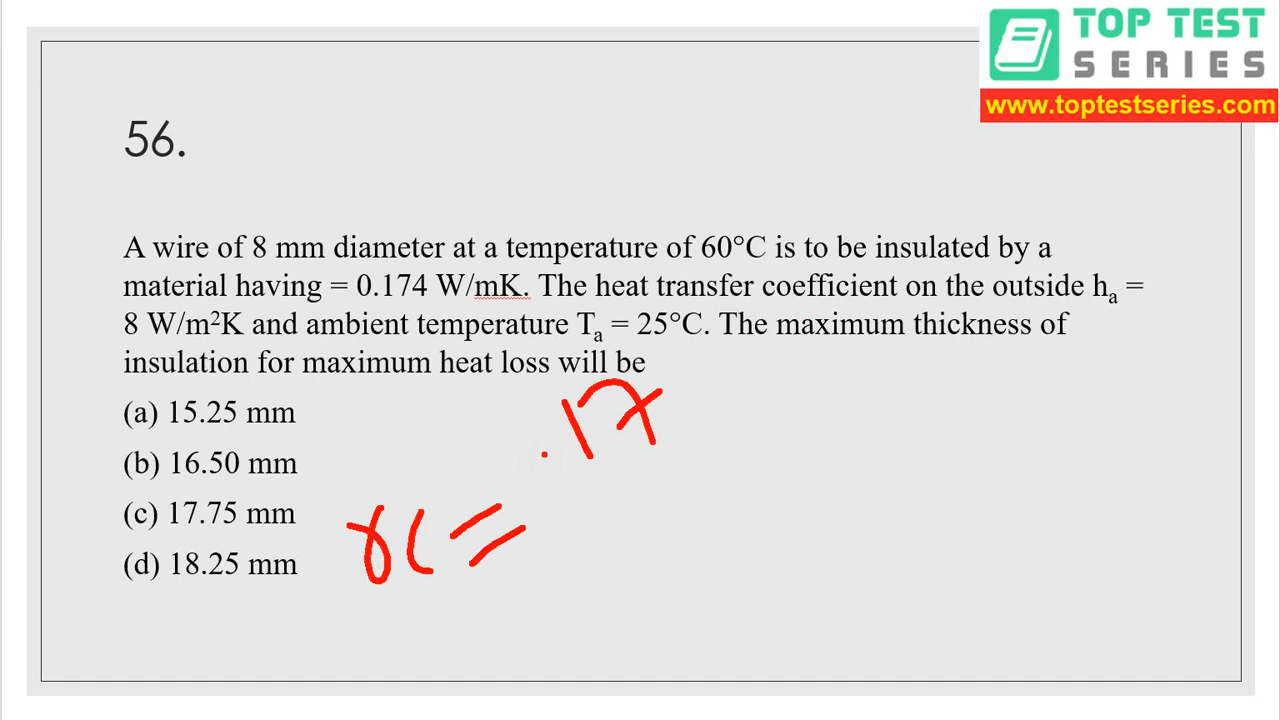 TOP TEST
SERIES
www.toptestseries.com
56.
A wire of 8 mm diameter at a temperature of 60°C is to be insulated by a
material having = 0.174 W/mK. The heat transfer coefficient on the outside hₐ =
8 W/m²K and ambient temperature Tₐ = 25°C. The maximum thickness of
insulation for maximum heat loss will be
(a) 15.25 mm
(b) 16.50 mm
(c) 17.75 mm
(d) 18.25 mm
.17
rc =